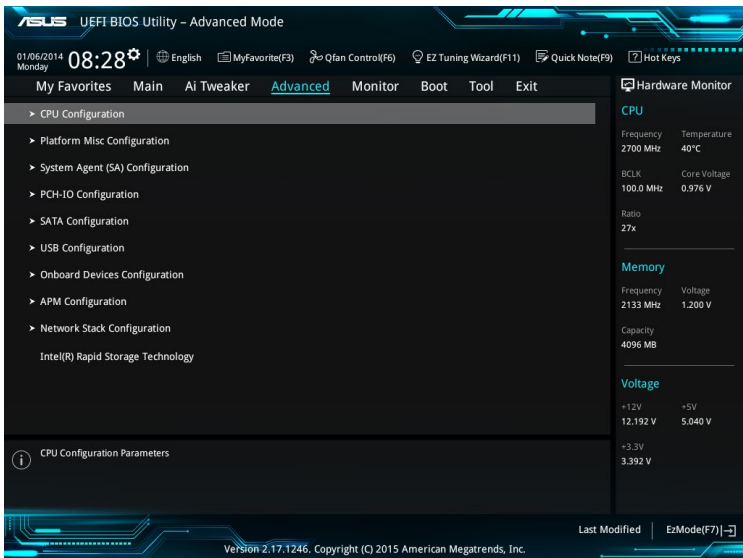 ASUS UEFI BIOS Utility – Advanced Mode
01/06/2014 Monday 08:28 English MyFavorite(F3) Qfan Control(F6) EZ Tuning Wizard(F11) Quick Note(F9) ? Hot Keys
My Favorites Main Ai Tweaker Advanced Monitor Boot Tool Exit
CPU Configuration
Platform Misc Configuration
System Agent (SA) Configuration
PCH-IO Configuration
SATA Configuration
USB Configuration
Onboard Devices Configuration
APM Configuration
Network Stack Configuration
Intel(R) Rapid Storage Technology
CPU Configuration Parameters
Hardware Monitor
CPU
Frequency Temperature
2700 MHz 40°C
BCLK Core Voltage
100.0 MHz 0.976 V
Ratio
27x
Memory
Frequency Voltage
2133 MHz 1.200 V
Capacity
4096 MB
Voltage
+12V +5V
12.192 V 5.040 V
+3.3V
3.392 V
Last Modified EzMode(F7)
Version 2.17.1246. Copyright (C) 2015 American Megatrends, Inc.